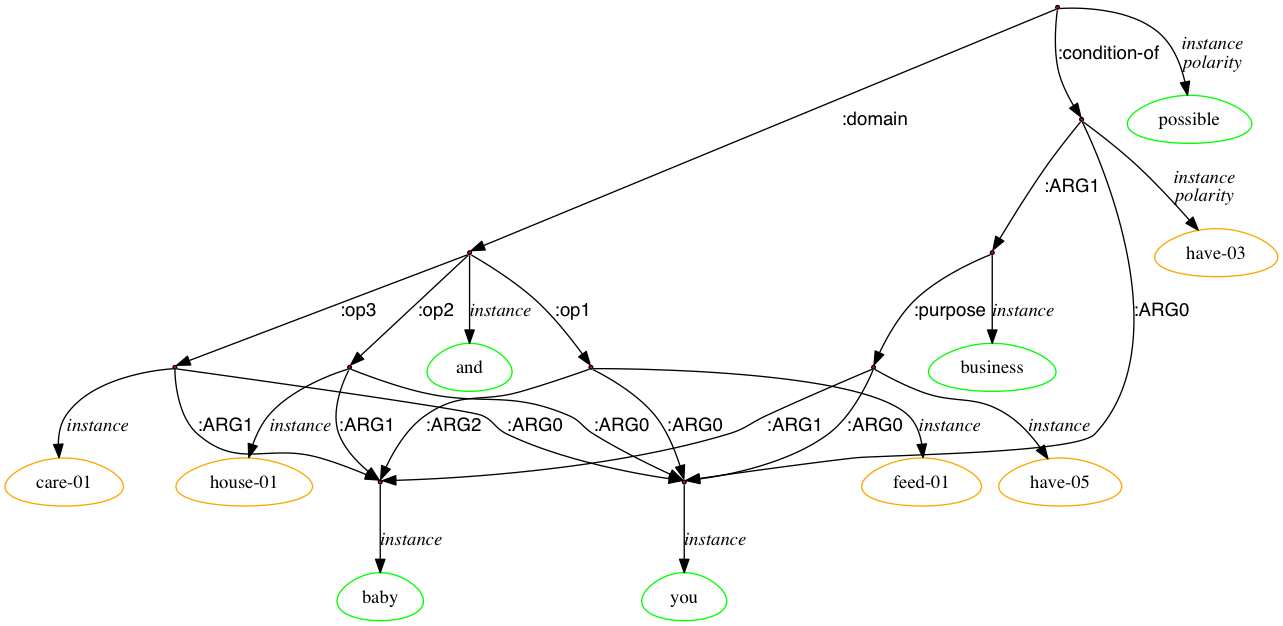 instance
polarity
:condition-of
:domain
possible
instance
polarity
:ARG1
have-03
:op3
:op2
instance
:op1
:purpose
instance
:ARG0
and
business
instance
:ARG1
instance
:ARG1
:ARG2
:ARG0
:ARG0
:ARG0
:ARG1
:ARG0
instance
instance
care-01
house-01
feed-01
have-05
instance
instance
baby
you